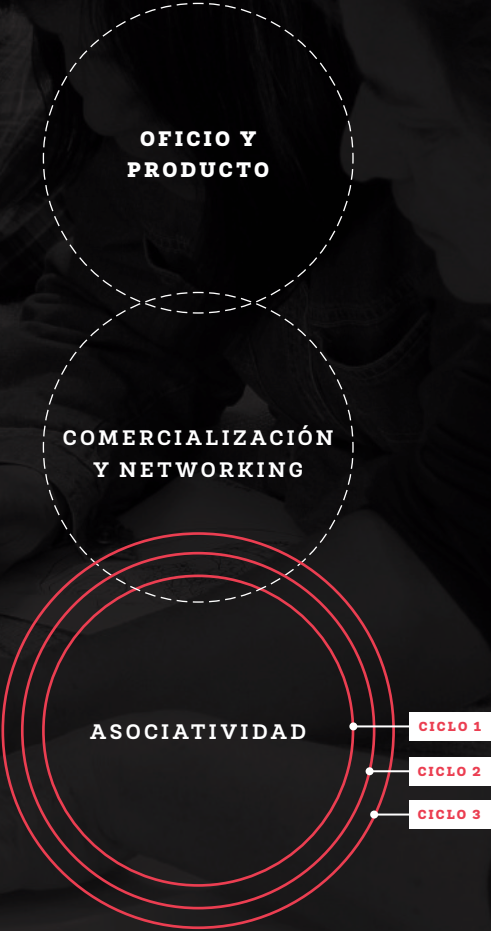 OFICIO Y
PRODUCTO
COMERCIALIZACIÓN
Y NETWORKING
ASOCIATIVIDAD
CICLO 1
CICLO 2
CICLO 3